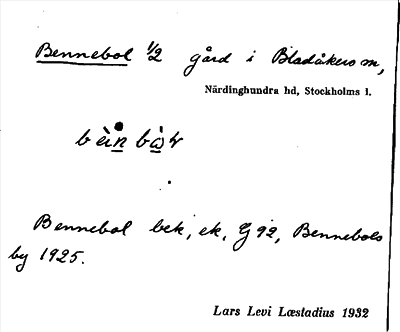 Bennebol 1/2 gård i Bladåkers sn,
Närdinghundra hd, Stockholms l.
Bennebol bek, ek, G 92, Bennebols
by 1925.
Lars Levi Læstadius 1932